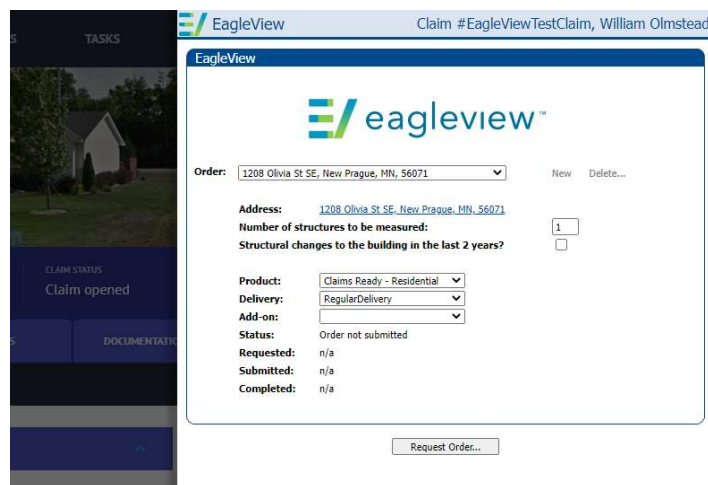 EagleView
Claim #EagleViewTestClaim, William Olmstead
S
TASKS
EagleView
eagleview™
Order:
1208 Olivia St SE, New Prague, MN, 56071
New
Delete...
Address:
1208 Olivia St SE, New Prague, MN, 56071
Number of structures to be measured:
1
Structural changes to the building in the last 2 years?
CLAIM STATUS
Claim opened
Product:
Claims Ready - Residential
Delivery:
RegularDelivery
Add-on:
S
DOCUMENTATIO
Status:
Order not submitted
Requested:
n/a
Submitted:
n/a
Completed:
n/a
Request Order...